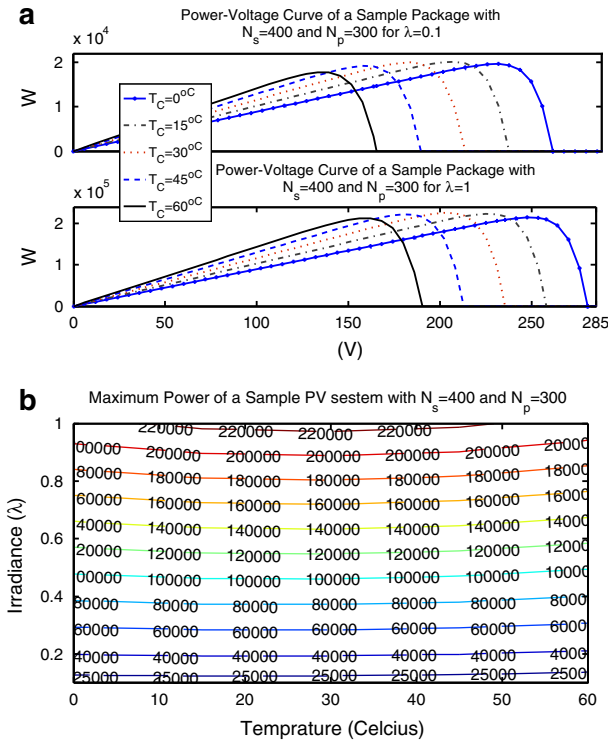 a
Power-Voltage Curve of a Sample Package with
N_s=400 and N_p=300 for λ=0.1
x 10^4
2
1
0
W
T_C=0^oC
T_C=15^oC
T_C=30^oC
T_C=45^oC
T_C=60^oC
0 50 100 150 200 250
Power-Voltage Curve of a Sample Package with
N_s=400 and N_p=300 for λ=1
x 10^5
2
1
0
W
0 50 100 150 200 250 285
(V)
b
Maximum Power of a Sample PV sestem with N_s=400 and N_p=300
1
0.8
0.6
0.4
0.2
Irradiance (λ)
220000 220000 220000
00000 200000 200000 200000 200000 200000
80000 180000 180000 180000 180000 18000
60000 160000 160000 160000 160000 16000
40000 140000 140000 140000 140000 14000
20000 120000 120000 120000 120000 12000
00000 100000 100000 100000 100000 10000
80000 80000 80000 80000 80000 8000
60000 60000 60000 60000 60000 6000
40000 40000 40000 40000 40000 4000
25000 25000 25000 25000 25000 2500
0 10 20 30 40 50 60
Temprature (Celcius)